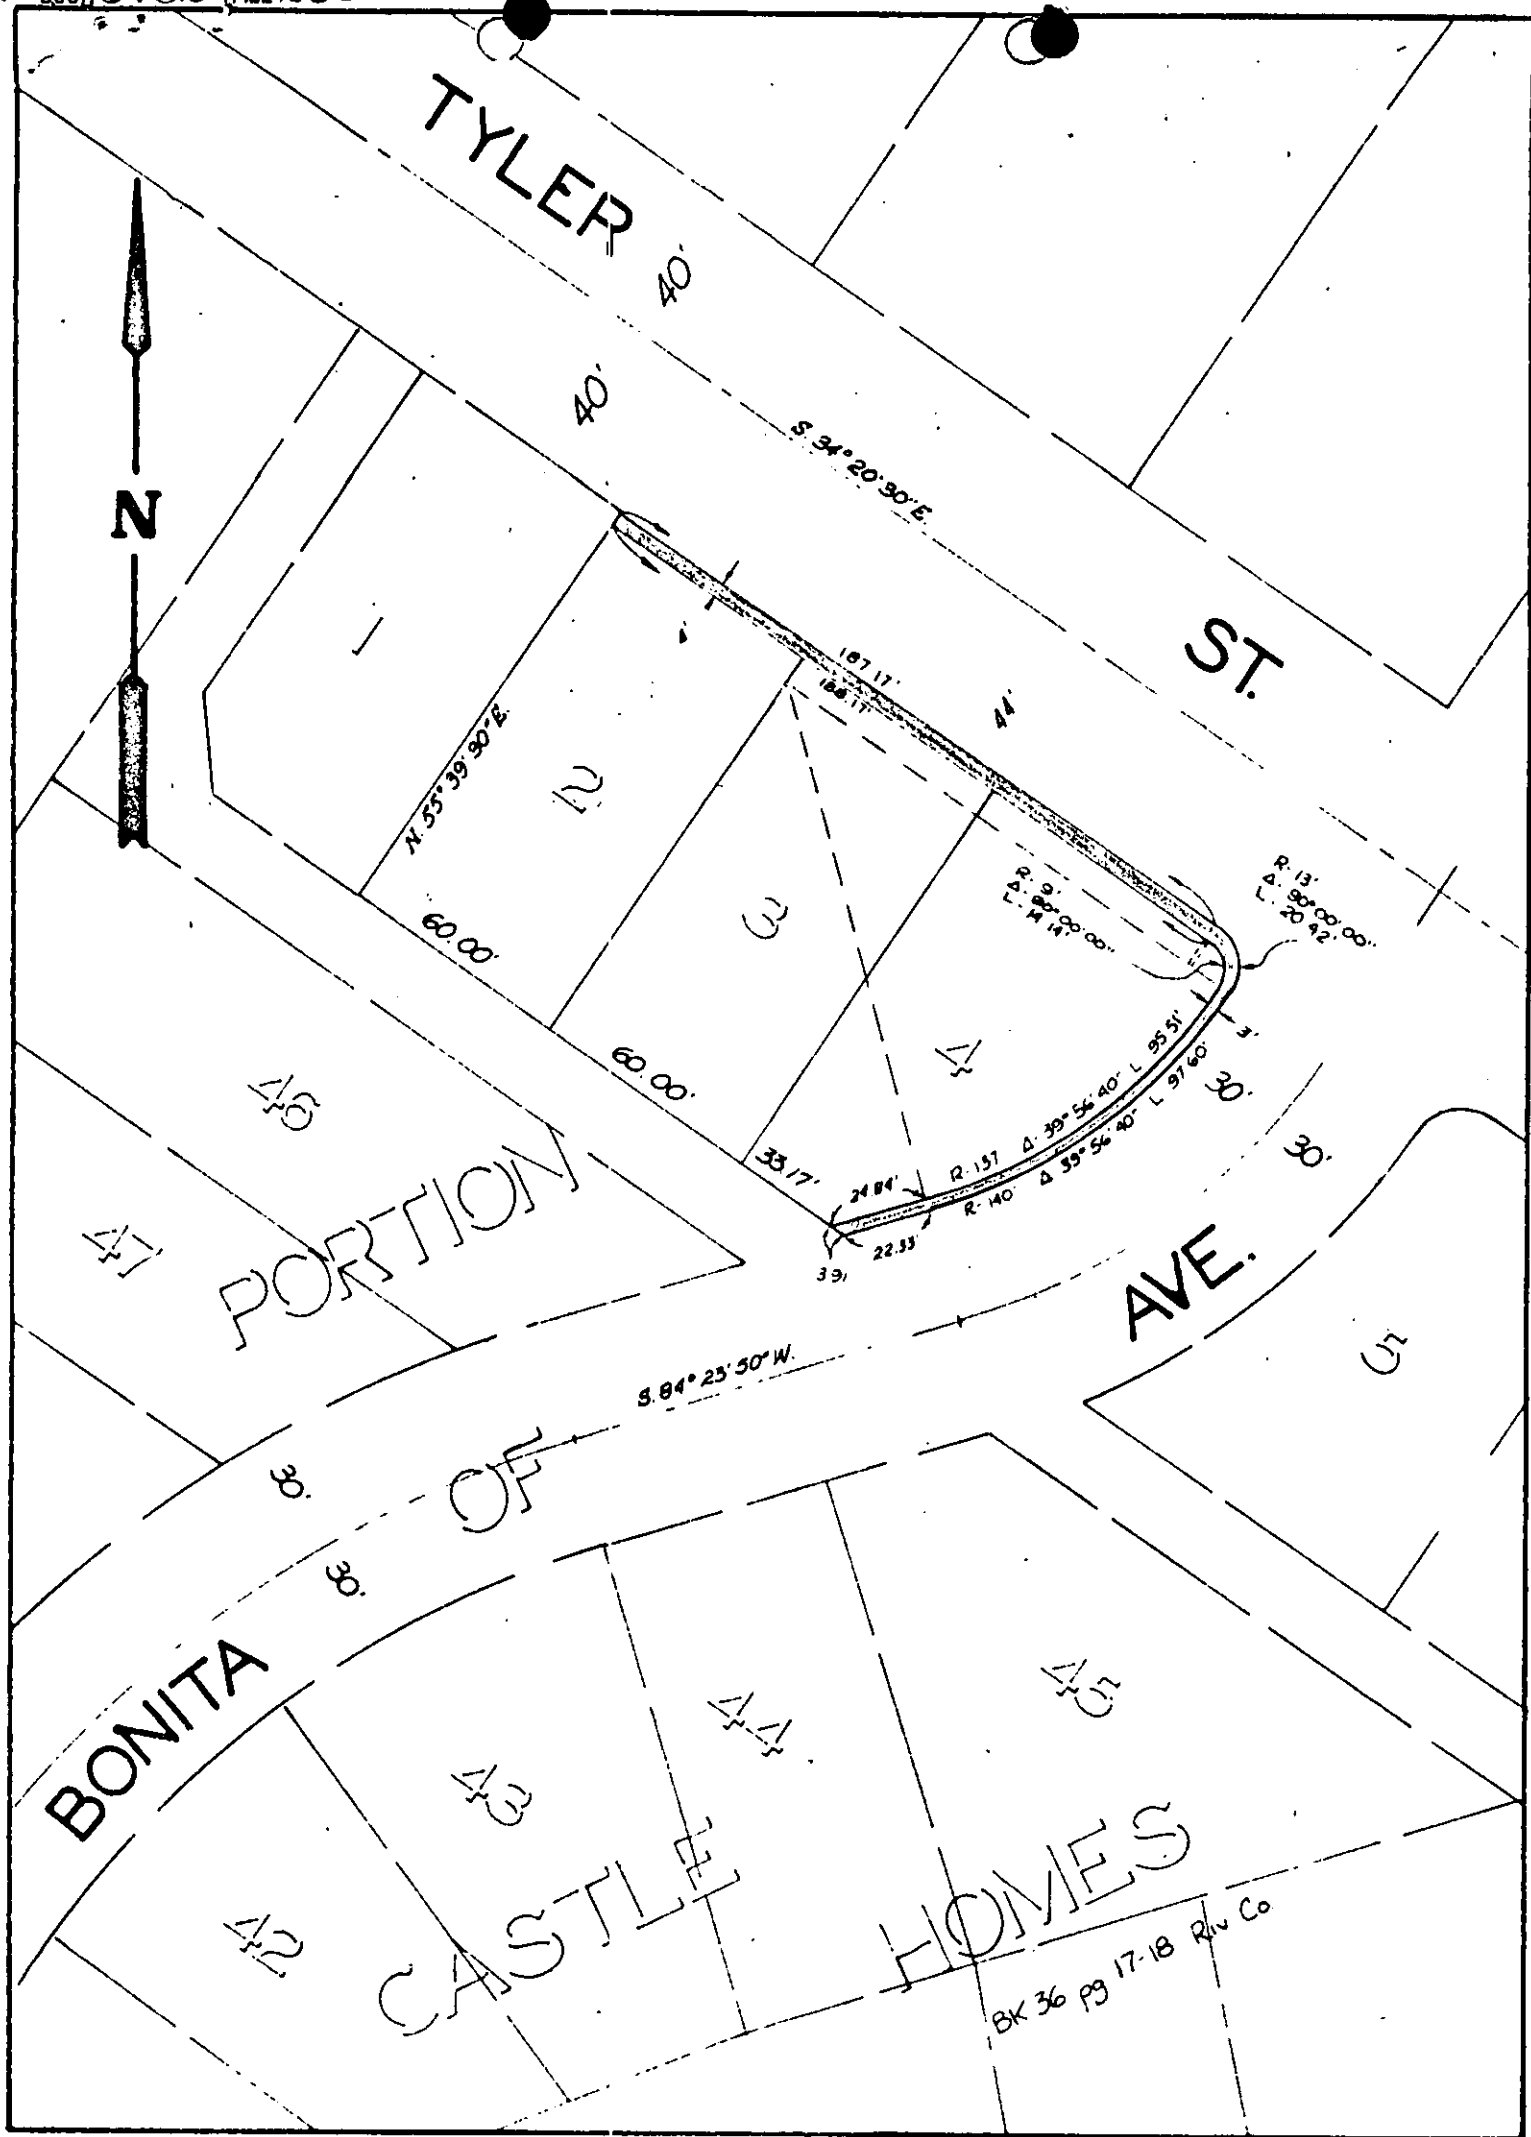 TYLER
40'
40'
S. 34° 20' 30" E.
N
ST.
1
187.17'
44'
N. 55° 39' 30" E.
2
3
R. 9'
Δ. 90° 00' 00"
L. 14.14'
R. 13'
Δ. 90° 00' 00"
L. 20.42'
60.00'
60.00'
4
3'
30'
30'
33.17'
24.84'
R. 137 Δ. 39° 56' 40" L 95.51'
R. 140' Δ 39° 56' 40" L 97.60'
22.33'
3.91
46
47
PORTION
AVE.
5
S. 84° 23' 50" W.
30'
OF
30'
BONITA
45
44
43
42
CASTLE
HOMES
BK 36 pg 17-18 Riv Co